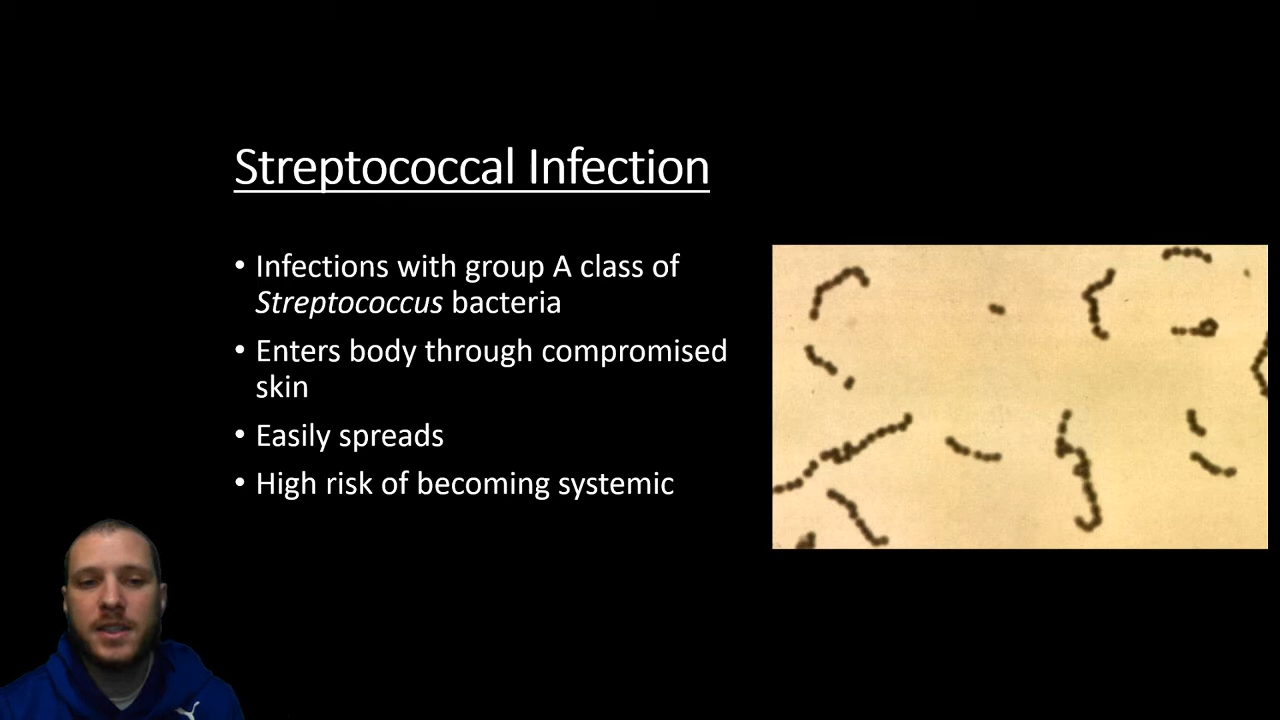 Streptococcal Infection
• Infections with group A class of
Streptococcus bacteria
• Enters body through compromised
skin
• Easily spreads
• High risk of becoming systemic